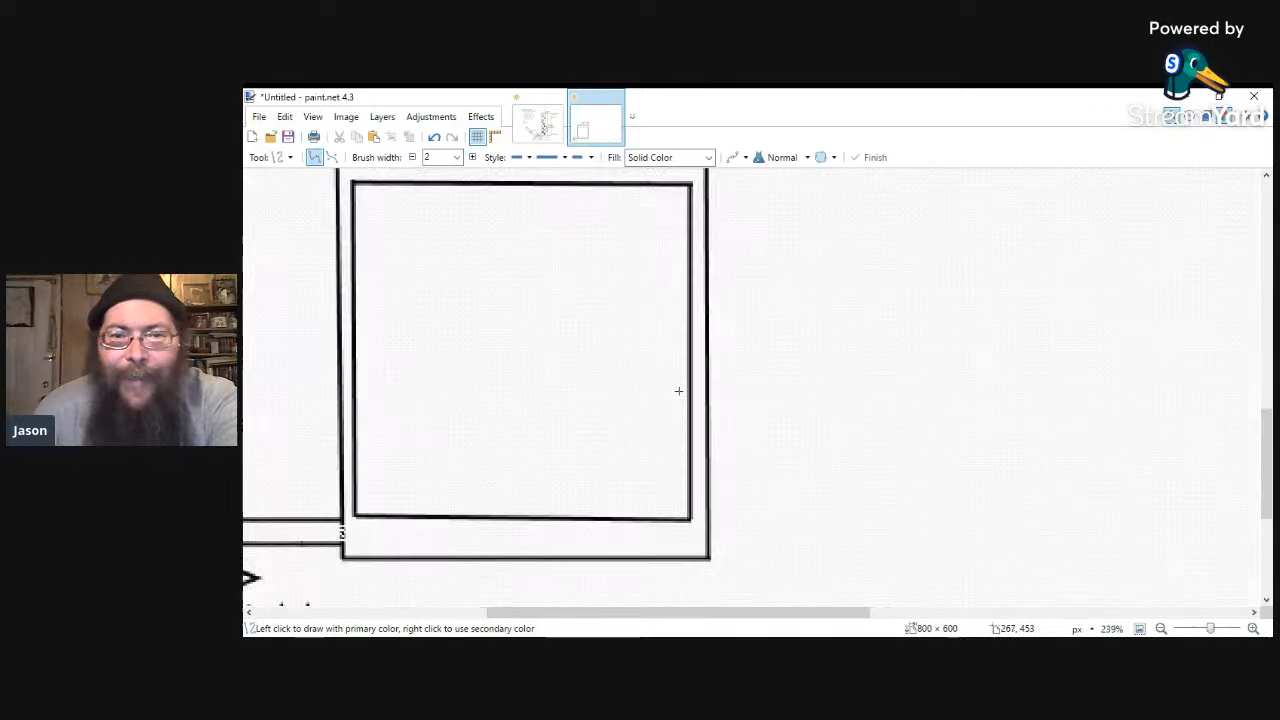 Powered by
StreamYard
*Untitled - paint.net 4.3
File Edit View Image Layers Adjustments Effects
Tool: Brush width: 2 Style: Fill: Solid Color Normal Finish
Jason
Left click to draw with primary color, right click to use secondary color 800 × 600 267, 453 px 239%